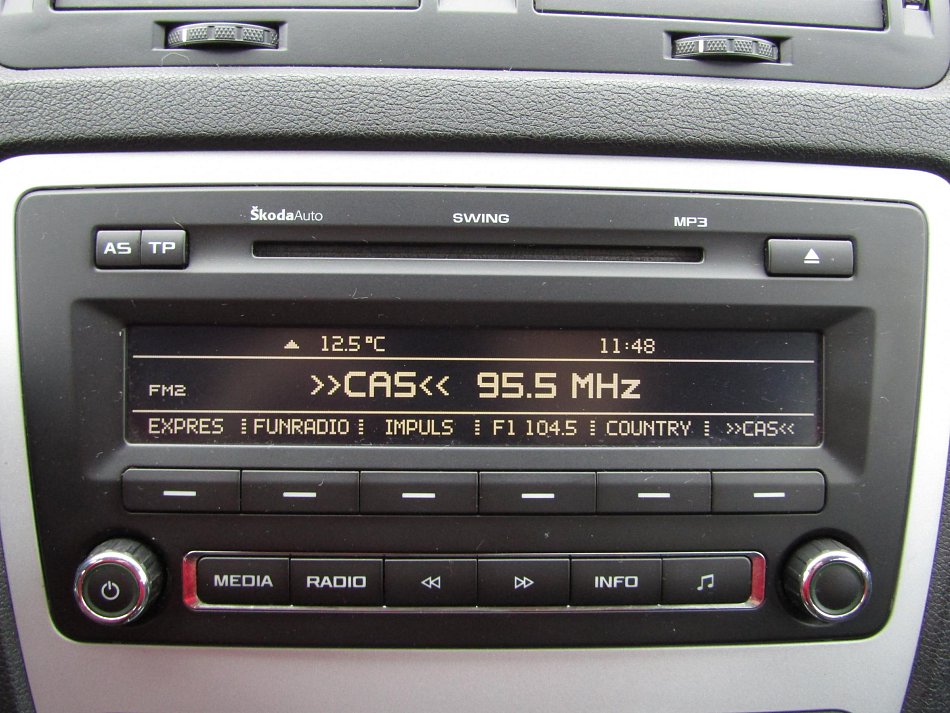 ŠkodaAuto SWING MP3
AS TP
12.5°C 11:48
FM2 >>CAS<< 95.5 MHz
EXPRES FUNRADIO IMPULS F1 104.5 COUNTRY >>CAS<<
MEDIA RADIO INFO